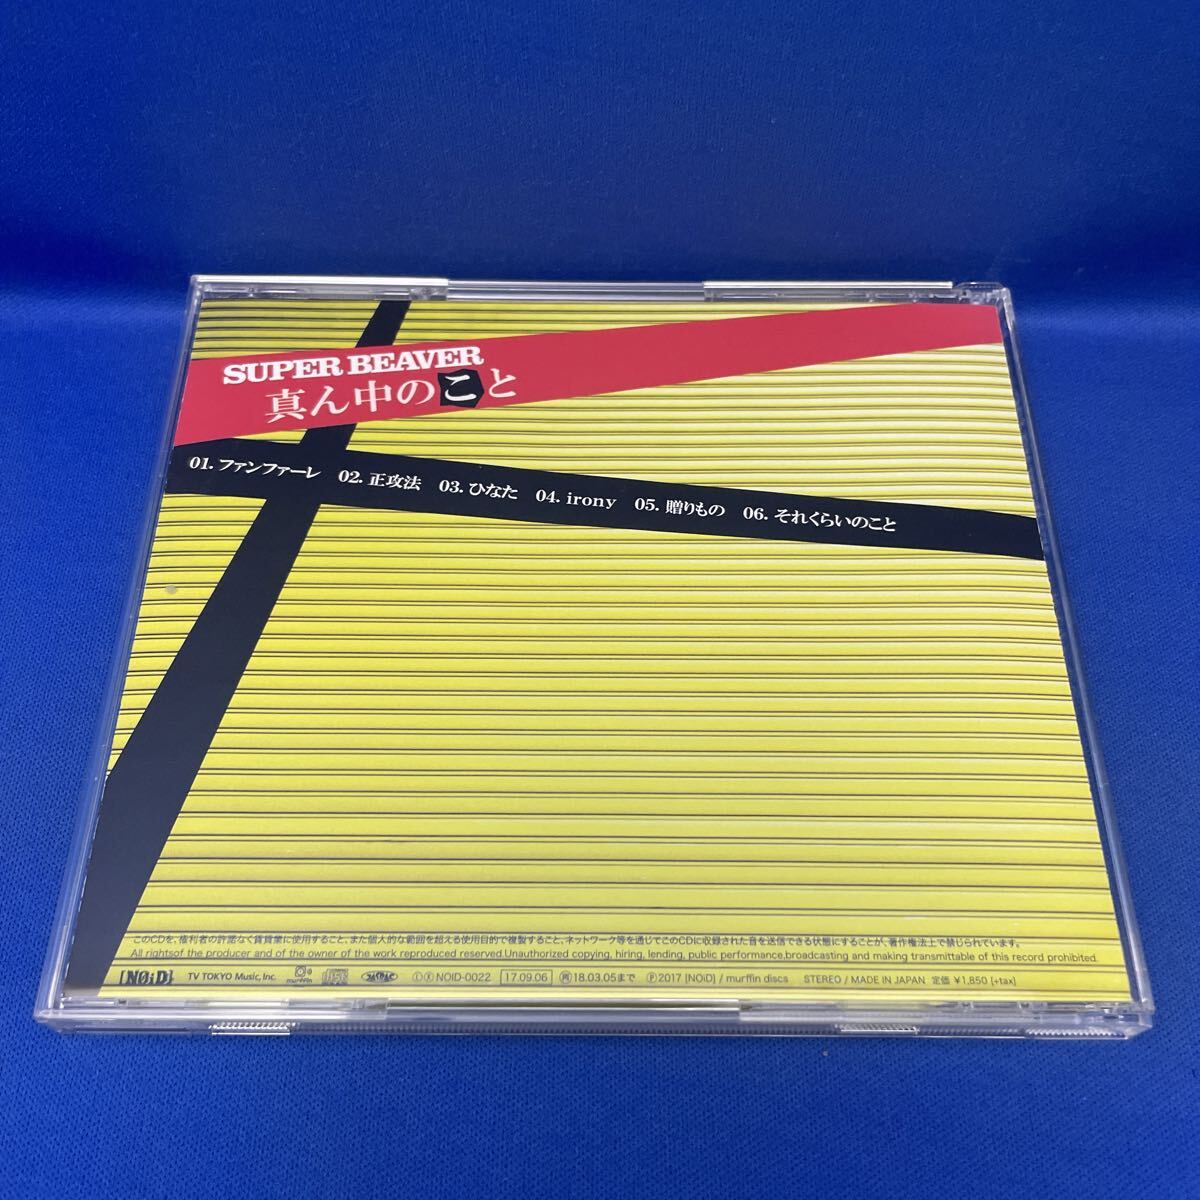 SUPER BEAVER
真ん中のこと
01. ファンファーレ 02. 正攻法 03. ひなた 04. irony 05. 贈りもの 06. それくらいのこと
このCDを、権利者の許諾なく賃貸業に使用すること、また個人的な範囲を超える使用目的で複製すること、ネットワーク等を通じてこのCDに収録された音を送信できる状態にすることが、著作権法上で禁じられています。
All rightsof the producer and of the owner of the work reproduced reserved.Unauthorized copying, hiring, lending, public performance,broadcasting and making transmittable of this record prohibited.
[NØiD] TV TOKYO Music, Inc. murffin JASRAC Ⓛ Ⓧ NOID-0022 17.09.06 ㊞ 18.03.05まで Ⓟ2017 [NOiD] / murffin discs STEREO / MADE IN JAPAN 定価 ¥1,850 [+tax]